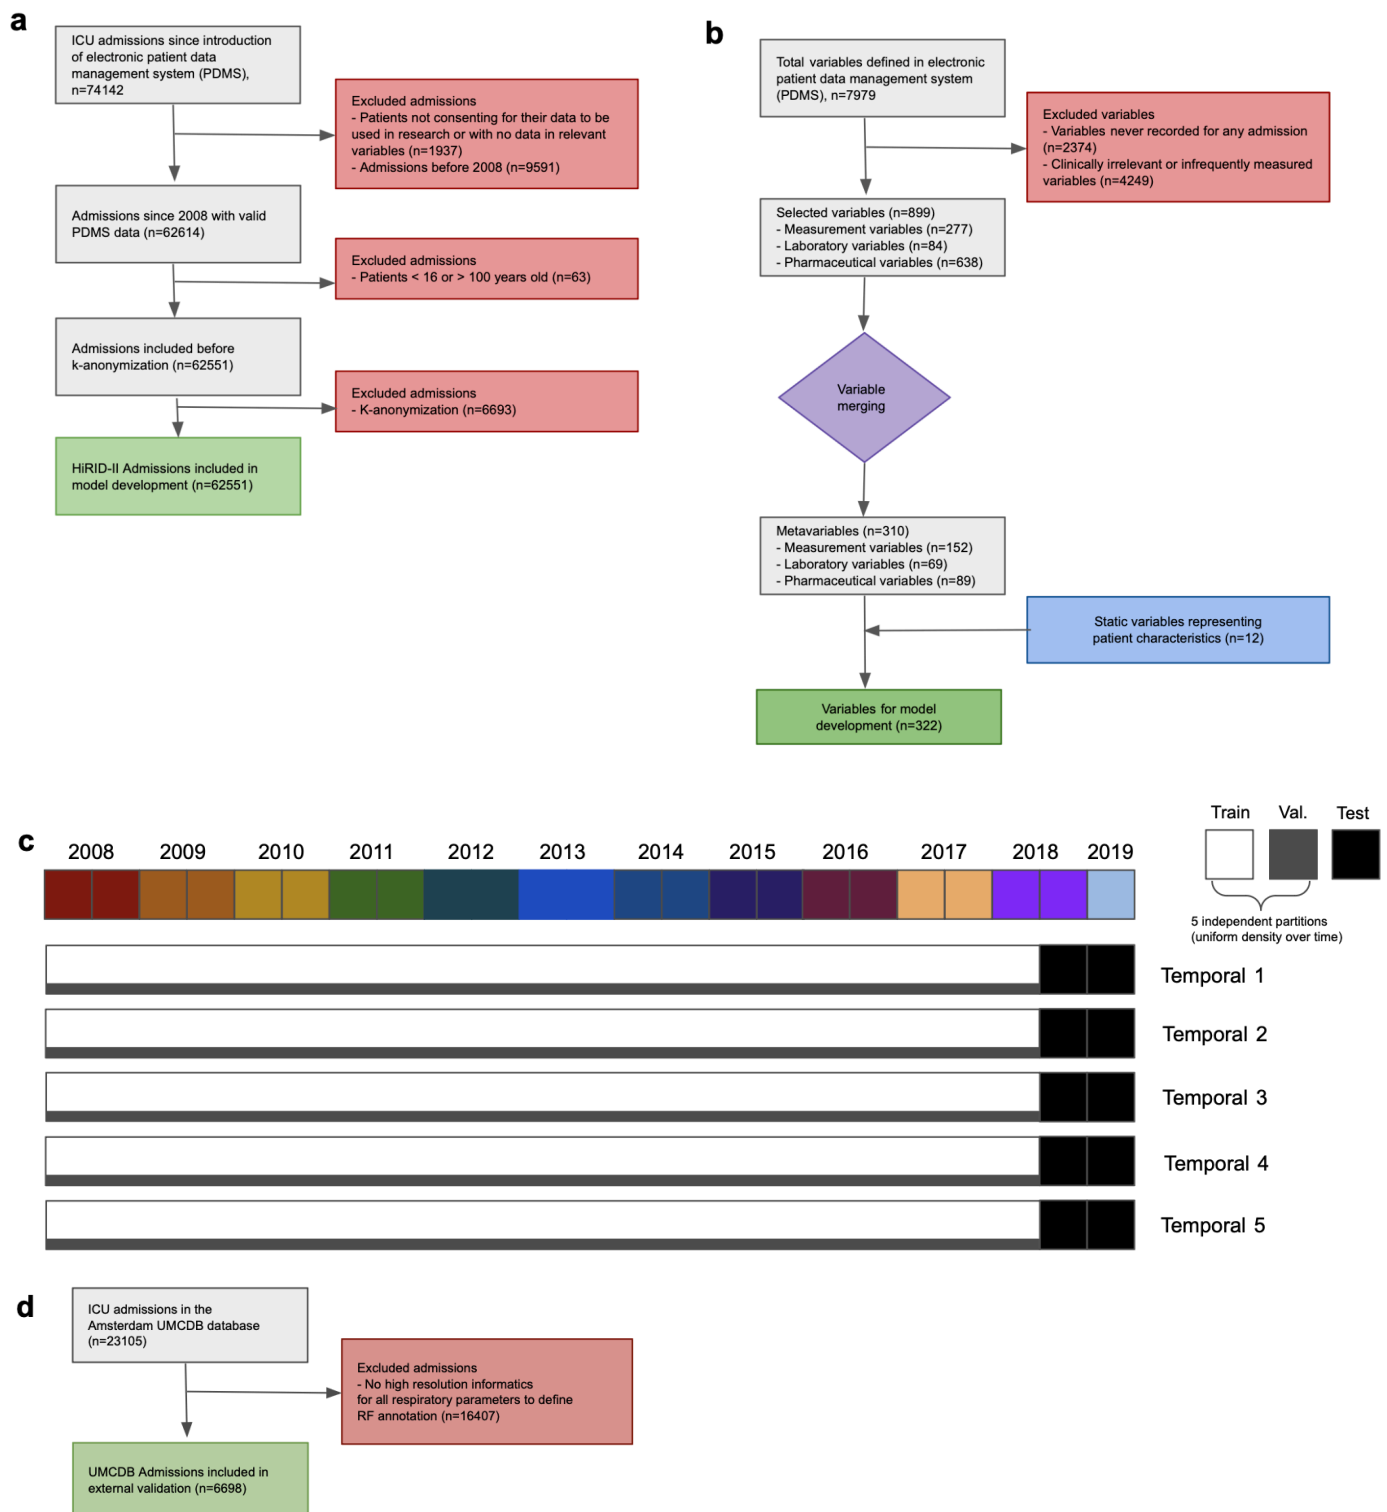 a
ICU admissions since introduction
of electronic patient data
management system (PDMS),
n=74142
Excluded admissions
- Patients not consenting for their data to be
used in research or with no data in relevant
variables (n=1937)
- Admissions before 2008 (n=9591)
Admissions since 2008 with valid
PDMS data (n=62614)
Excluded admissions
- Patients < 16 or > 100 years old (n=63)
Admissions included before
k-anonymization (n=62551)
Excluded admissions
- K-anonymization (n=6693)
HiRID-II Admissions included in
model development (n=62551)
b
Total variables defined in electronic
patient data management system
(PDMS), n=7979
Excluded variables
- Variables never recorded for any admission
(n=2374)
- Clinically irrelevant or infrequently measured
variables (n=4249)
Selected variables (n=899)
- Measurement variables (n=277)
- Laboratory variables (n=84)
- Pharmaceutical variables (n=638)
Variable
merging
Metavariables (n=310)
- Measurement variables (n=152)
- Laboratory variables (n=69)
- Pharmaceutical variables (n=89)
Static variables representing
patient characteristics (n=12)
Variables for model
development (n=322)
c
2008 2009 2010 2011 2012 2013 2014 2015 2016 2017 2018 2019
Train Val. Test
5 independent partitions
(uniform density over time)
Temporal 1
Temporal 2
Temporal 3
Temporal 4
Temporal 5
d
ICU admissions in the
Amsterdam UMCDB database
(n=23105)
Excluded admissions
- No high resolution informatics
for all respiratory parameters to define
RF annotation (n=16407)
UMCDB Admissions included in
external validation (n=6698)